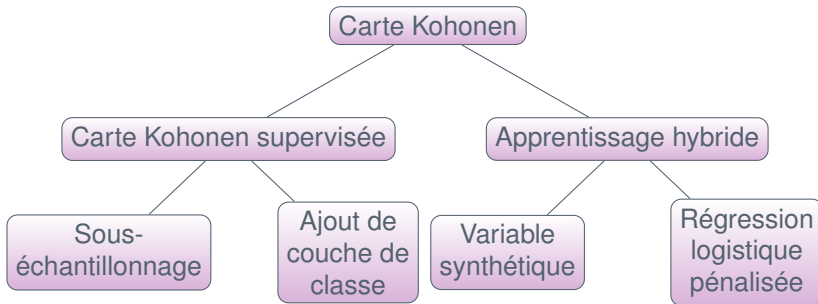 Carte Kohonen
Carte Kohonen supervisée
Apprentissage hybride
Sous-
échantillonnage
Ajout de
couche de
classe
Variable
synthétique
Régression
logistique
pénalisée